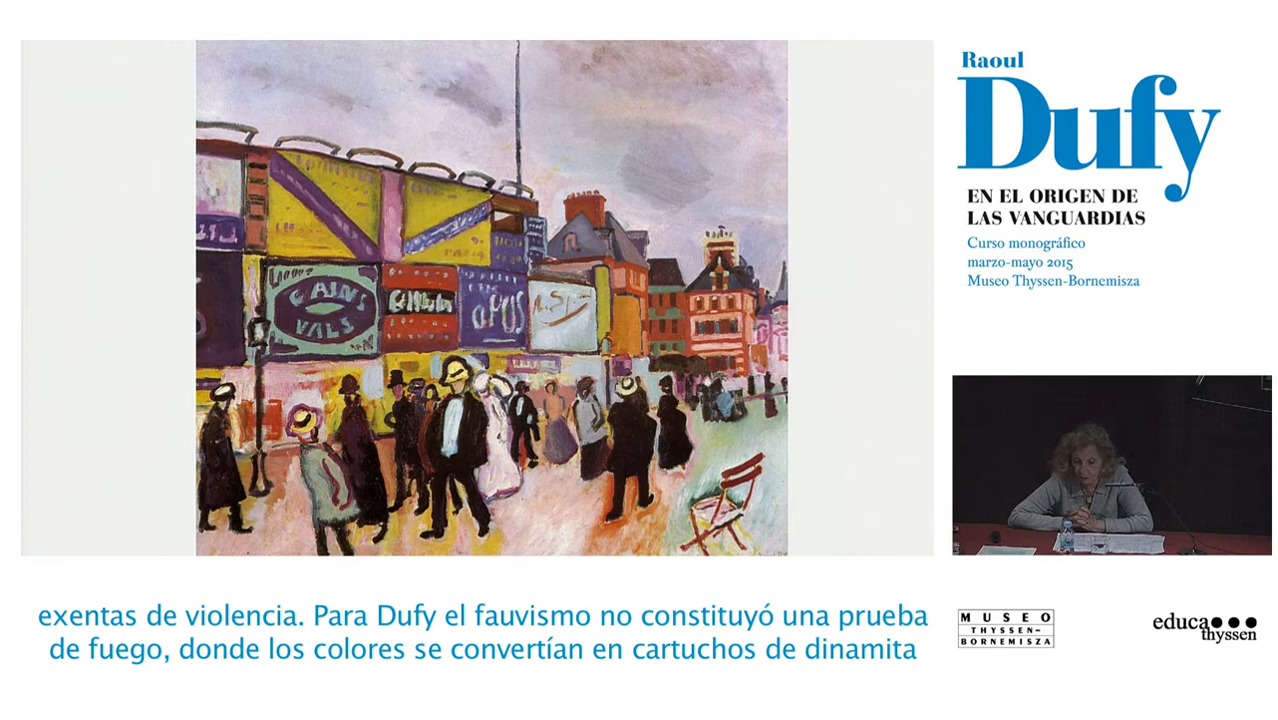 Raoul
Dufy
EN EL ORIGEN DE
LAS VANGUARDIAS
Curso monográfico
marzo-mayo 2015
Museo Thyssen-Bornemisza
exentas de violencia. Para Dufy el fauvismo no constituyó una prueba
de fuego, donde los colores se convertían en cartuchos de dinamita
MUSEO
THYSSEN-
BORNEMISZA
educa
thyssen